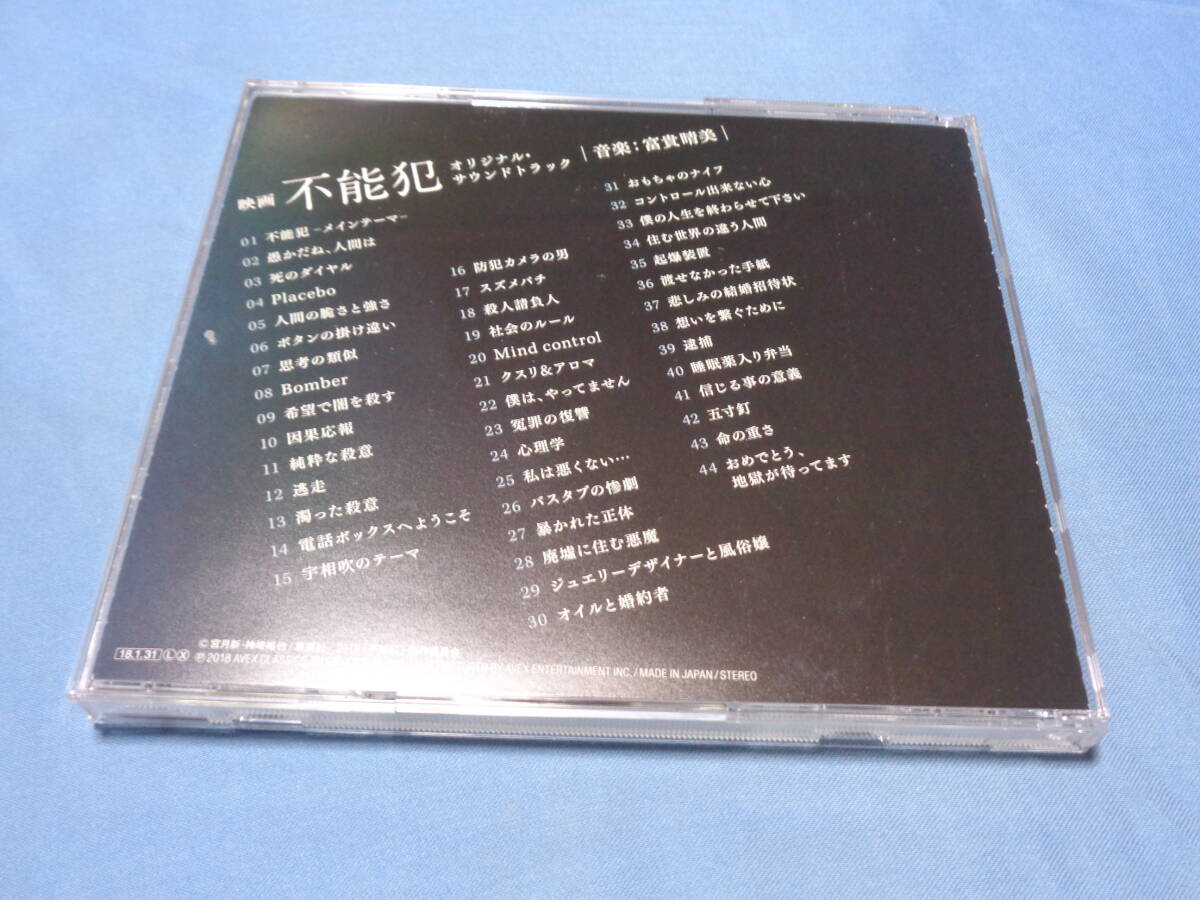 映画 不能犯 オリジナル・
サウンドトラック
| 音楽：富貴晴美 |
01 不能犯 -メインテーマ-
02 愚かだね、人間は
03 死のダイヤル
04 Placebo
05 人間の脆さと強さ
06 ボタンの掛け違い
07 思考の類似
08 Bomber
09 希望で闇を殺す
10 因果応報
11 純粋な殺意
12 逃走
13 濁った殺意
14 電話ボックスへようこそ
15 宇相吹のテーマ
16 防犯カメラの男
17 スズメバチ
18 殺人請負人
19 社会のルール
20 Mind control
21 クスリ&アロマ
22 僕は、やってません
23 冤罪の復讐
24 心理学
25 私は悪くない…
26 バスタブの惨劇
27 暴かれた正体
28 廃墟に住む悪魔
29 ジュエリーデザイナーと風俗嬢
30 オイルと婚約者
31 おもちゃのナイフ
32 コントロール出来ない心
33 僕の人生を終わらせて下さい
34 住む世界の違う人間
35 起爆装置
36 渡せなかった手紙
37 悲しみの結婚招待状
38 想いを繋ぐために
39 逮捕
40 睡眠薬入り弁当
41 信じる事の意義
42 五寸釘
43 命の重さ
44 おめでとう、
地獄が待ってます
18.1.31 L X
© 宮月新・神崎裕也/集英社
℗ 2018 AVEX CLASSICS BY AVEX ENTERTAINMENT INC. / MADE IN JAPAN / STEREO